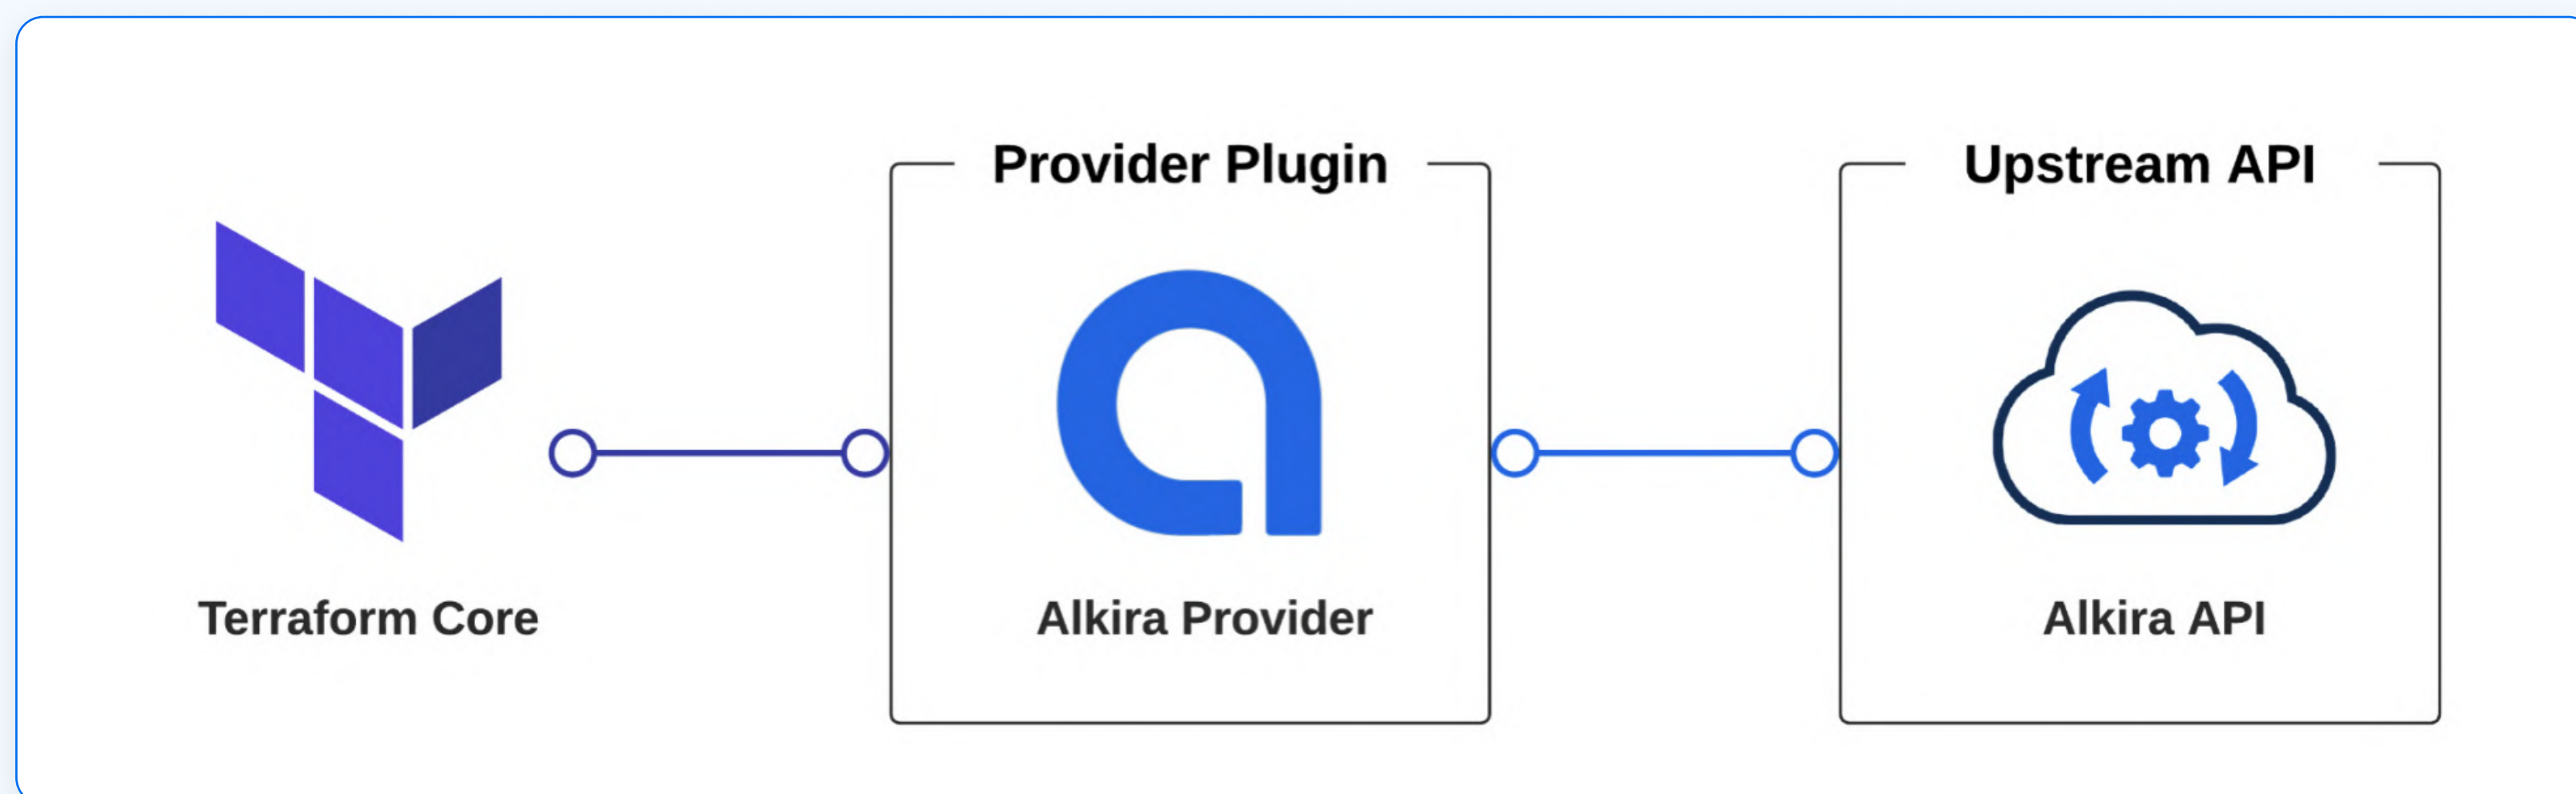 Provider Plugin
Upstream API
Terraform Core
Alkira Provider
Alkira API